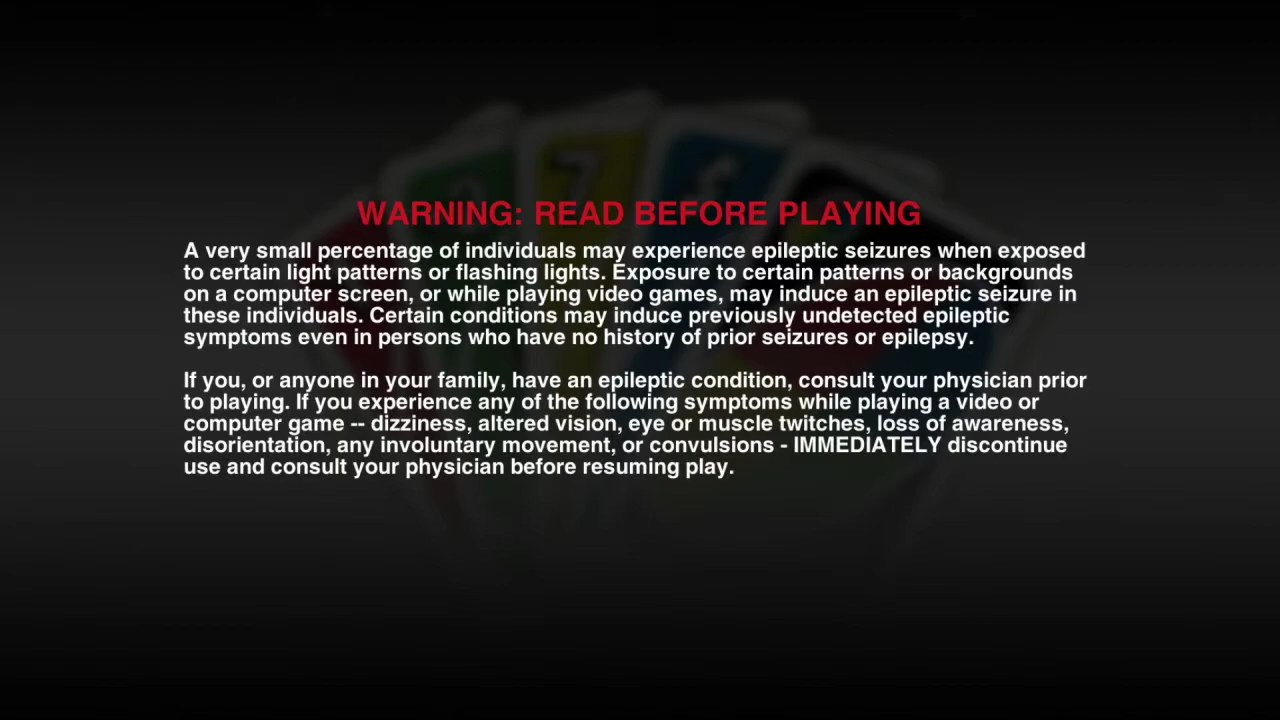 WARNING: READ BEFORE PLAYING
A very small percentage of individuals may experience epileptic seizures when exposed
to certain light patterns or flashing lights. Exposure to certain patterns or backgrounds
on a computer screen, or while playing video games, may induce an epileptic seizure in
these individuals. Certain conditions may induce previously undetected epileptic
symptoms even in persons who have no history of prior seizures or epilepsy.
If you, or anyone in your family, have an epileptic condition, consult your physician prior
to playing. If you experience any of the following symptoms while playing a video or
computer game -- dizziness, altered vision, eye or muscle twitches, loss of awareness,
disorientation, any involuntary movement, or convulsions - IMMEDIATELY discontinue
use and consult your physician before resuming play.